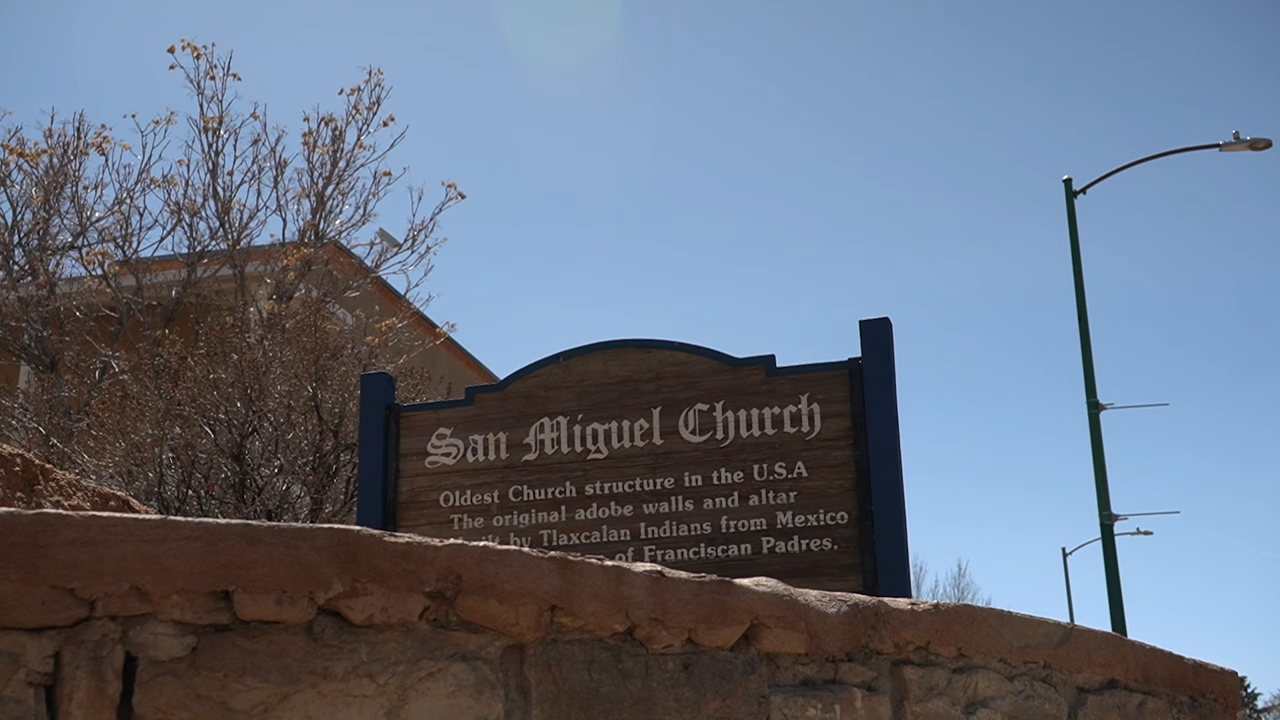 San Miguel Church
Oldest Church structure in the U.S.A
The original adobe walls and altar
by Tlaxcalan Indians from Mexico
of Franciscan Padres.